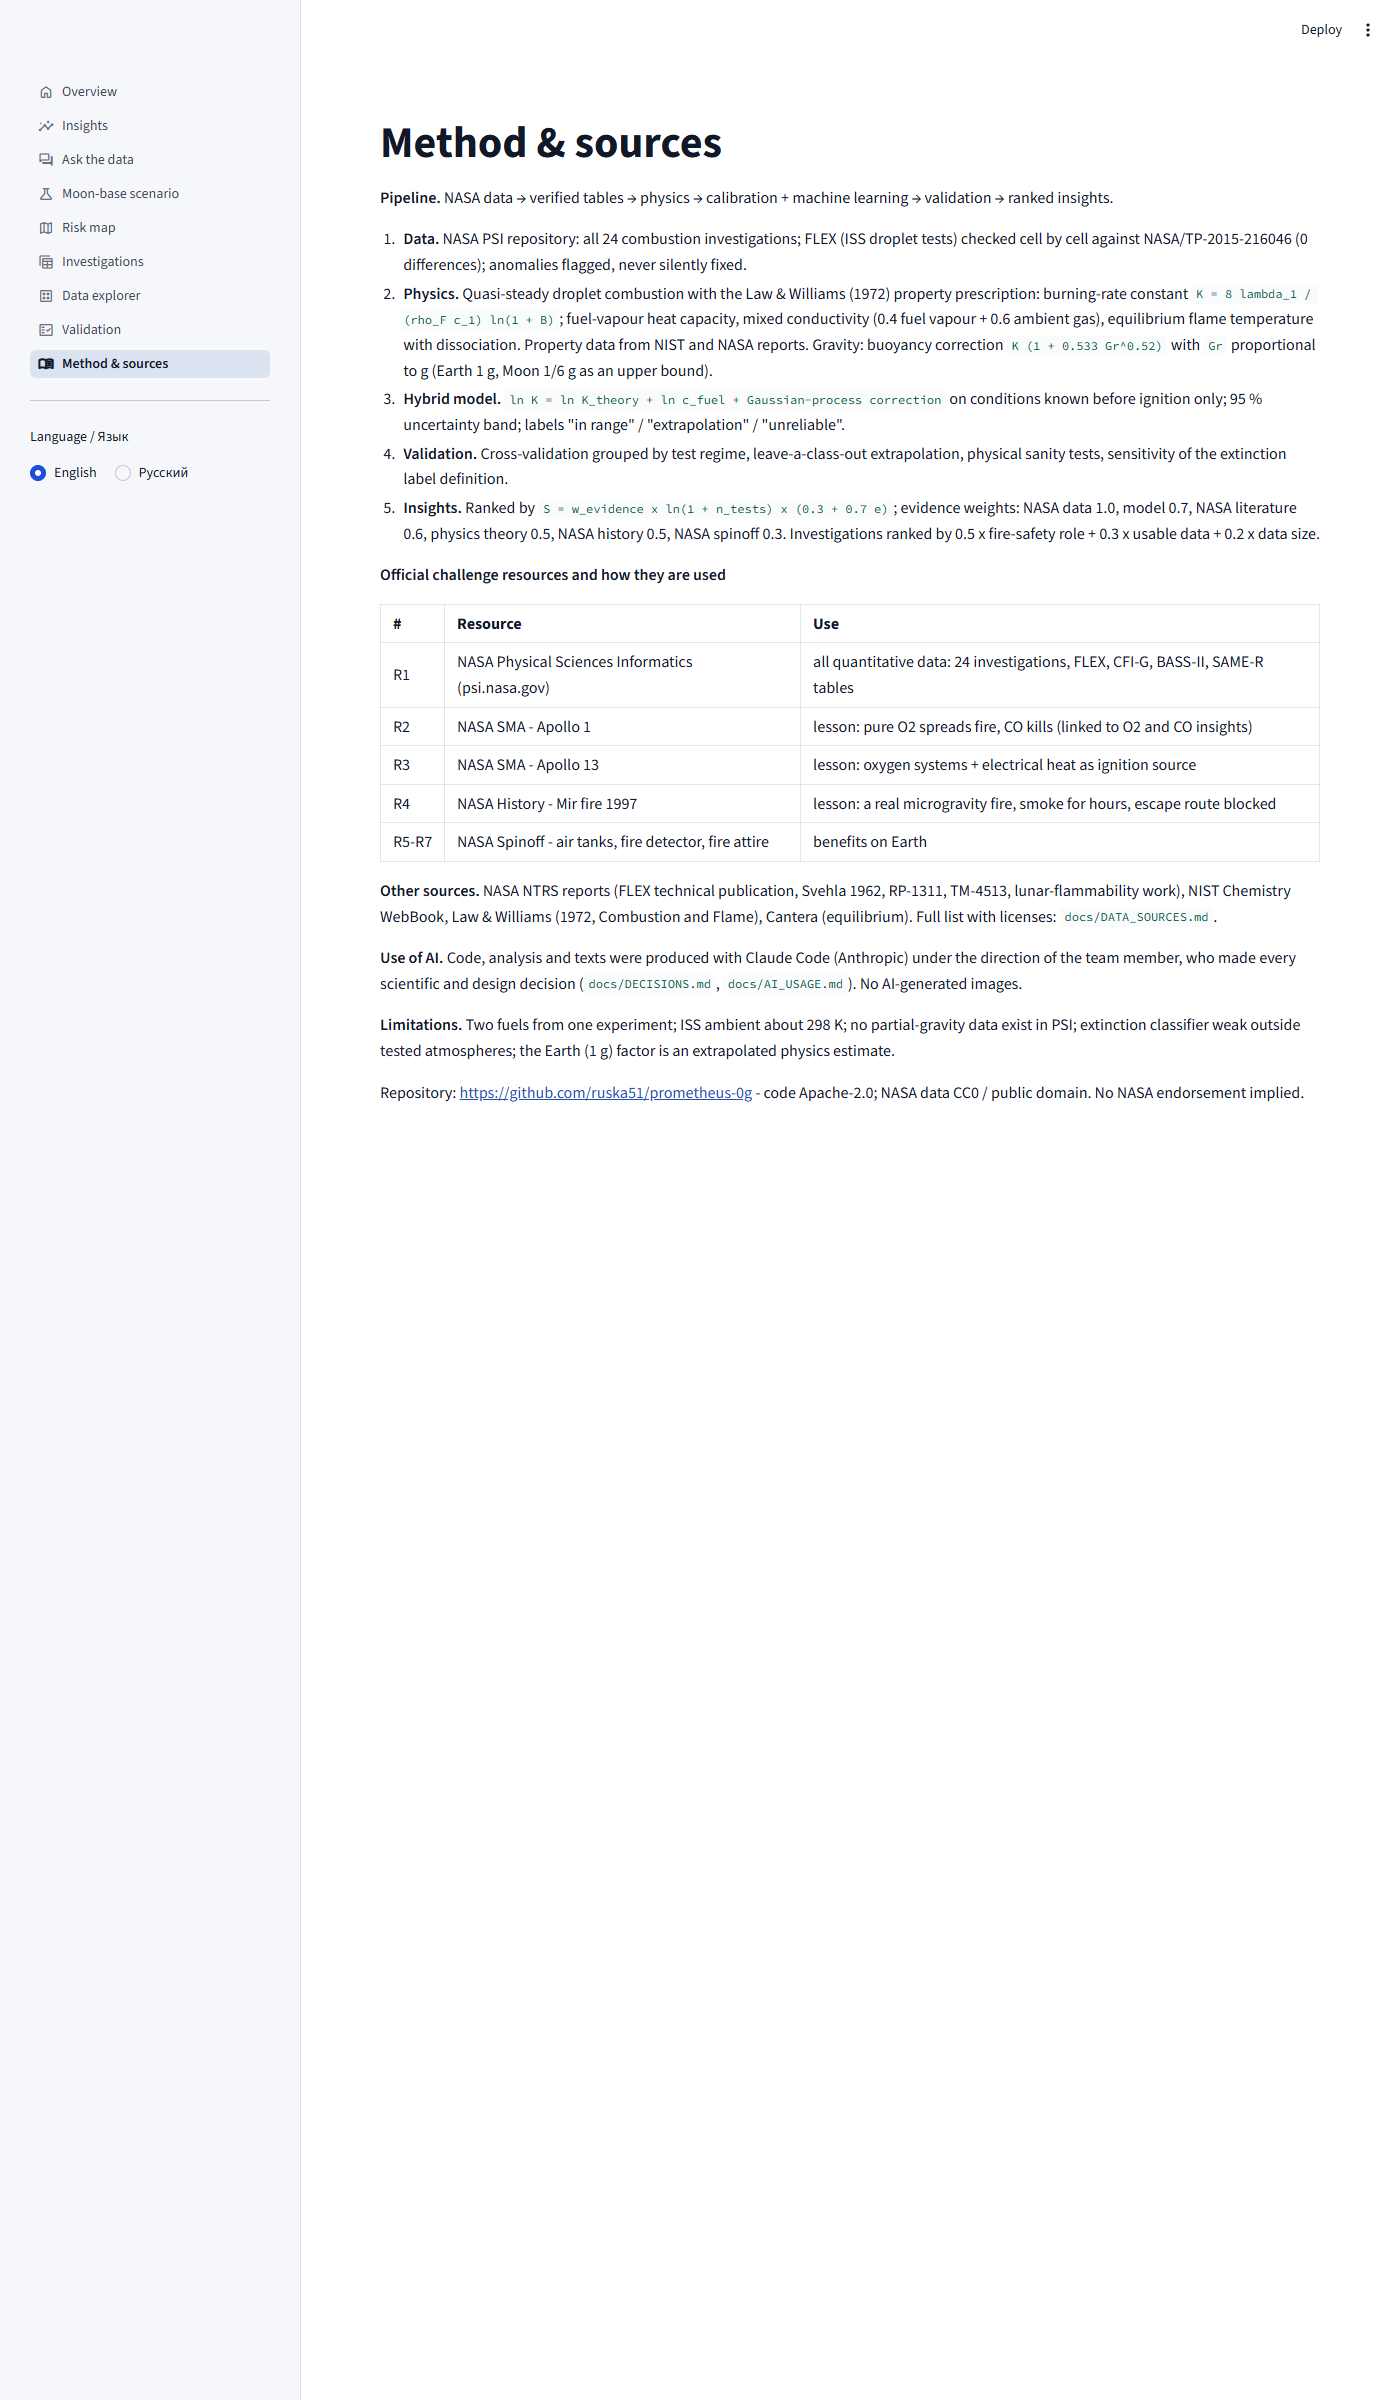 Deploy
Overview
Insights
Ask the data
Moon-base scenario
Risk map
Investigations
Data explorer
Validation
Method & sources
Language / Язык
English
Русский
Method & sources
Pipeline. NASA data → verified tables → physics → calibration + machine learning → validation → ranked insights.
1. Data. NASA PSI repository: all 24 combustion investigations; FLEX (ISS droplet tests) checked cell by cell against NASA/TP-2015-216046 (0
differences); anomalies flagged, never silently fixed.
2. Physics. Quasi-steady droplet combustion with the Law & Williams (1972) property prescription: burning-rate constant K = 8 lambda_1 /
(rho_F c_1) ln(1 + B) ; fuel-vapour heat capacity, mixed conductivity (0.4 fuel vapour + 0.6 ambient gas), equilibrium flame temperature
with dissociation. Property data from NIST and NASA reports. Gravity: buoyancy correction K (1 + 0.533 Gr^0.52) with Gr proportional
to g (Earth 1 g, Moon 1/6 g as an upper bound).
3. Hybrid model. ln K = ln K_theory + ln c_fuel + Gaussian-process correction on conditions known before ignition only; 95 %
uncertainty band; labels "in range" / "extrapolation" / "unreliable".
4. Validation. Cross-validation grouped by test regime, leave-a-class-out extrapolation, physical sanity tests, sensitivity of the extinction
label definition.
5. Insights. Ranked by S = w_evidence x ln(1 + n_tests) x (0.3 + 0.7 e) ; evidence weights: NASA data 1.0, model 0.7, NASA literature
0.6, physics theory 0.5, NASA history 0.5, NASA spinoff 0.3. Investigations ranked by 0.5 x fire-safety role + 0.3 x usable data + 0.2 x data size.
Official challenge resources and how they are used
# Resource Use
R1 NASA Physical Sciences Informatics (psi.nasa.gov) all quantitative data: 24 investigations, FLEX, CFI-G, BASS-II, SAME-R tables
R2 NASA SMA - Apollo 1 lesson: pure O2 spreads fire, CO kills (linked to O2 and CO insights)
R3 NASA SMA - Apollo 13 lesson: oxygen systems + electrical heat as ignition source
R4 NASA History - Mir fire 1997 lesson: a real microgravity fire, smoke for hours, escape route blocked
R5-R7 NASA Spinoff - air tanks, fire detector, fire attire benefits on Earth
Other sources. NASA NTRS reports (FLEX technical publication, Svehla 1962, RP-1311, TM-4513, lunar-flammability work), NIST Chemistry
WebBook, Law & Williams (1972, Combustion and Flame), Cantera (equilibrium). Full list with licenses: docs/DATA_SOURCES.md .
Use of AI. Code, analysis and texts were produced with Claude Code (Anthropic) under the direction of the team member, who made every
scientific and design decision ( docs/DECISIONS.md , docs/AI_USAGE.md ). No AI-generated images.
Limitations. Two fuels from one experiment; ISS ambient about 298 K; no partial-gravity data exist in PSI; extinction classifier weak outside
tested atmospheres; the Earth (1 g) factor is an extrapolated physics estimate.
Repository: https://github.com/ruska51/prometheus-0g - code Apache-2.0; NASA data CC0 / public domain. No NASA endorsement implied.